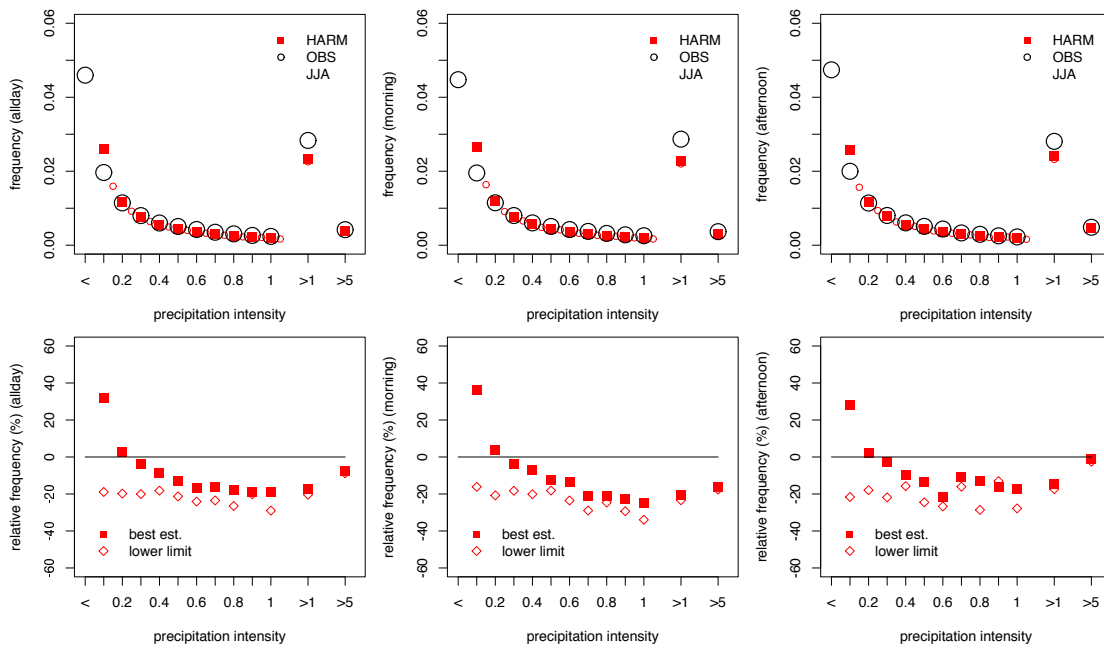 frequency (allday)
0.00 0.02 0.04 0.06
HARM
OBS
JJA
< 0.2 0.4 0.6 0.8 1 >1 >5
precipitation intensity
frequency (morning)
0.00 0.02 0.04 0.06
HARM
OBS
JJA
< 0.2 0.4 0.6 0.8 1 >1 >5
precipitation intensity
frequency (afternoon)
0.00 0.02 0.04 0.06
HARM
OBS
JJA
< 0.2 0.4 0.6 0.8 1 >1 >5
precipitation intensity
relative frequency (%) (allday)
-60 -40 -20 0 20 40 60
best est.
lower limit
< 0.2 0.4 0.6 0.8 1 >1 >5
precipitation intensity
relative frequency (%) (morning)
-60 -40 -20 0 20 40 60
best est.
lower limit
< 0.2 0.4 0.6 0.8 1 >1 >5
precipitation intensity
relative frequency (%) (afternoon)
-60 -40 -20 0 20 40 60
best est.
lower limit
< 0.2 0.4 0.6 0.8 1 >1 >5
precipitation intensity